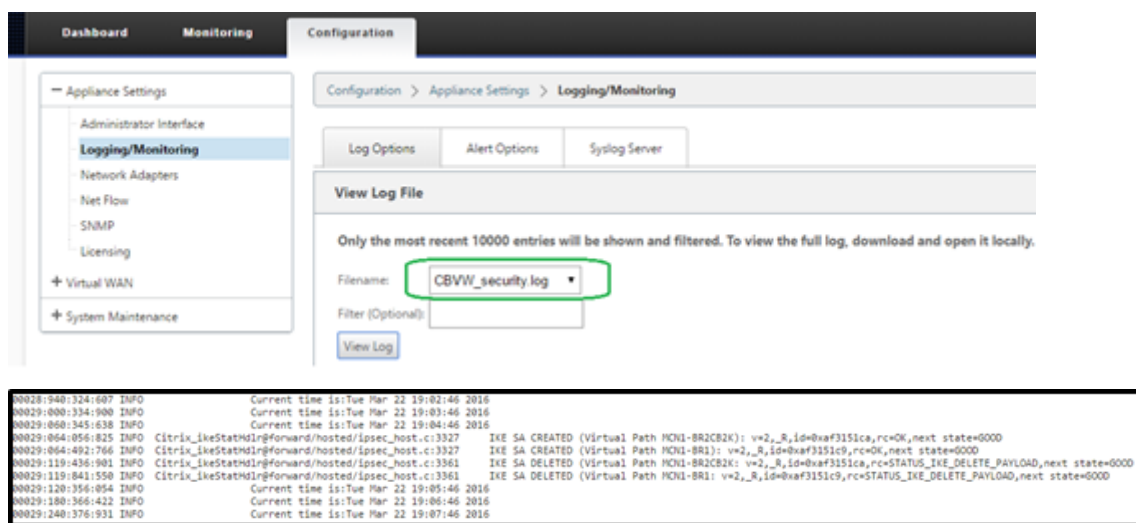 Dashboard Monitoring Configuration
Appliance Settings
Administrator Interface
Logging/Monitoring
Network Adapters
Net Flow
SNMP
Licensing
Virtual WAN
System Maintenance
Configuration > Appliance Settings > Logging/Monitoring
Log Options Alert Options Syslog Server
View Log File
Only the most recent 10000 entries will be shown and filtered. To view the full log, download and open it locally.
Filename: CBVW_security.log
Filter (Optional):
View Log
00028:940:324:607 INFO Current time is:Tue Mar 22 19:02:46 2016
00029:000:334:900 INFO Current time is:Tue Mar 22 19:03:46 2016
00029:060:345:638 INFO Current time is:Tue Mar 22 19:04:46 2016
00029:064:056:825 INFO Citrix_ikeStatHdlr@forward/hosted/ipsec_host.c:3327 IKE SA CREATED (Virtual Path MCN1-BR2CB2K): v=2,_R,id=0xaf3151ca,rc=OK,next state=GOOD
00029:064:492:766 INFO Citrix_ikeStatHdlr@forward/hosted/ipsec_host.c:3327 IKE SA CREATED (Virtual Path MCN1-BR1): v=2,_R,id=0xaf3151c9,rc=OK,next state=GOOD
00029:119:436:901 INFO Citrix_ikeStatHdlr@forward/hosted/ipsec_host.c:3361 IKE SA DELETED (Virtual Path MCN1-BR2CB2K: v=2,_R,id=0xaf3151ca,rc=STATUS_IKE_DELETE_PAYLOAD,next state=GOOD
00029:119:841:550 INFO Citrix_ikeStatHdlr@forward/hosted/ipsec_host.c:3361 IKE SA DELETED (Virtual Path MCN1-BR1: v=2,_R,id=0xaf3151c9,rc=STATUS_IKE_DELETE_PAYLOAD,next state=GOOD
00029:120:356:054 INFO Current time is:Tue Mar 22 19:05:46 2016
00029:180:366:422 INFO Current time is:Tue Mar 22 19:06:46 2016
00029:240:376:931 INFO Current time is:Tue Mar 22 19:07:46 2016